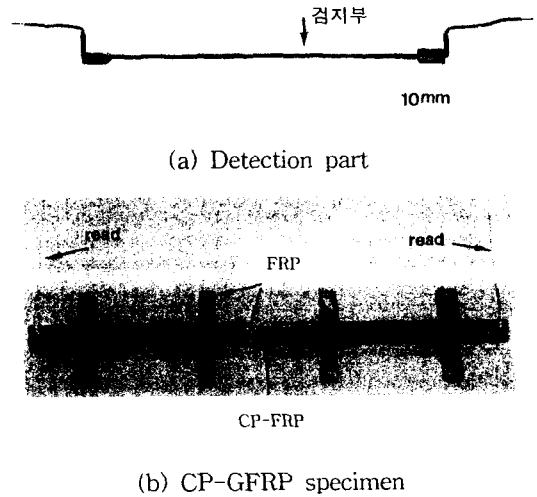 검지부
10mm
(a) Detection part
read
read
FRP
CP-FRP
(b) CP-GFRP specimen